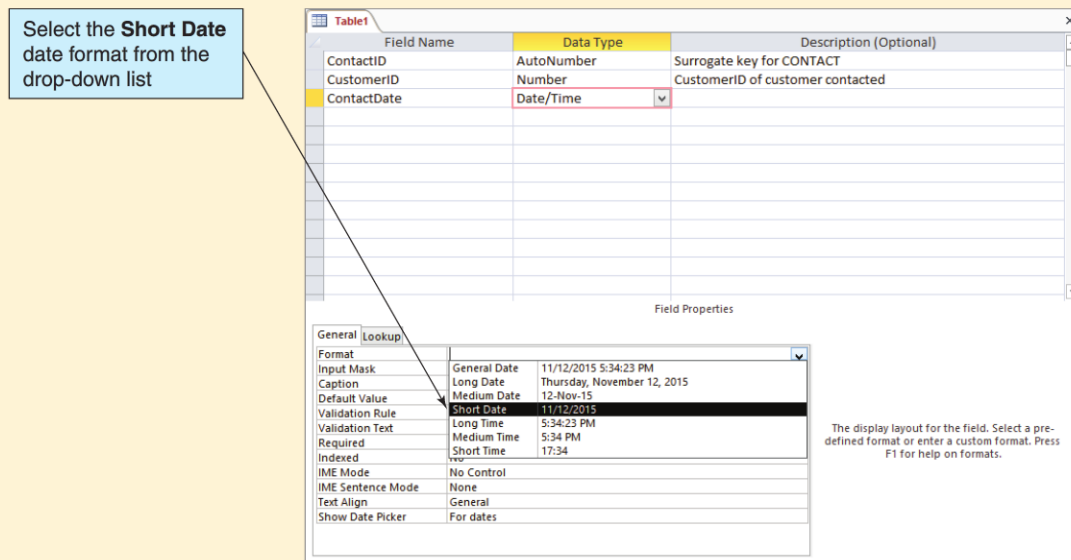 Select the Short Date
date format from the
drop-down list
Table1
Field Name Data Type Description (Optional)
ContactID AutoNumber Surrogate key for CONTACT
CustomerID Number CustomerID of customer contacted
ContactDate Date/Time
Field Properties
General Lookup
Format
Input Mask General Date 11/12/2015 5:34:23 PM
Caption Long Date Thursday, November 12, 2015
Default Value Medium Date 12-Nov-15
Validation Rule Short Date 11/12/2015
Validation Text Long Time 5:34:23 PM
Required Medium Time 5:34 PM
Indexed Short Time 17:34
IME Mode No Control
IME Sentence Mode None
Text Align General
Show Date Picker For dates
The display layout for the field. Select a pre-
defined format or enter a custom format. Press
F1 for help on formats.